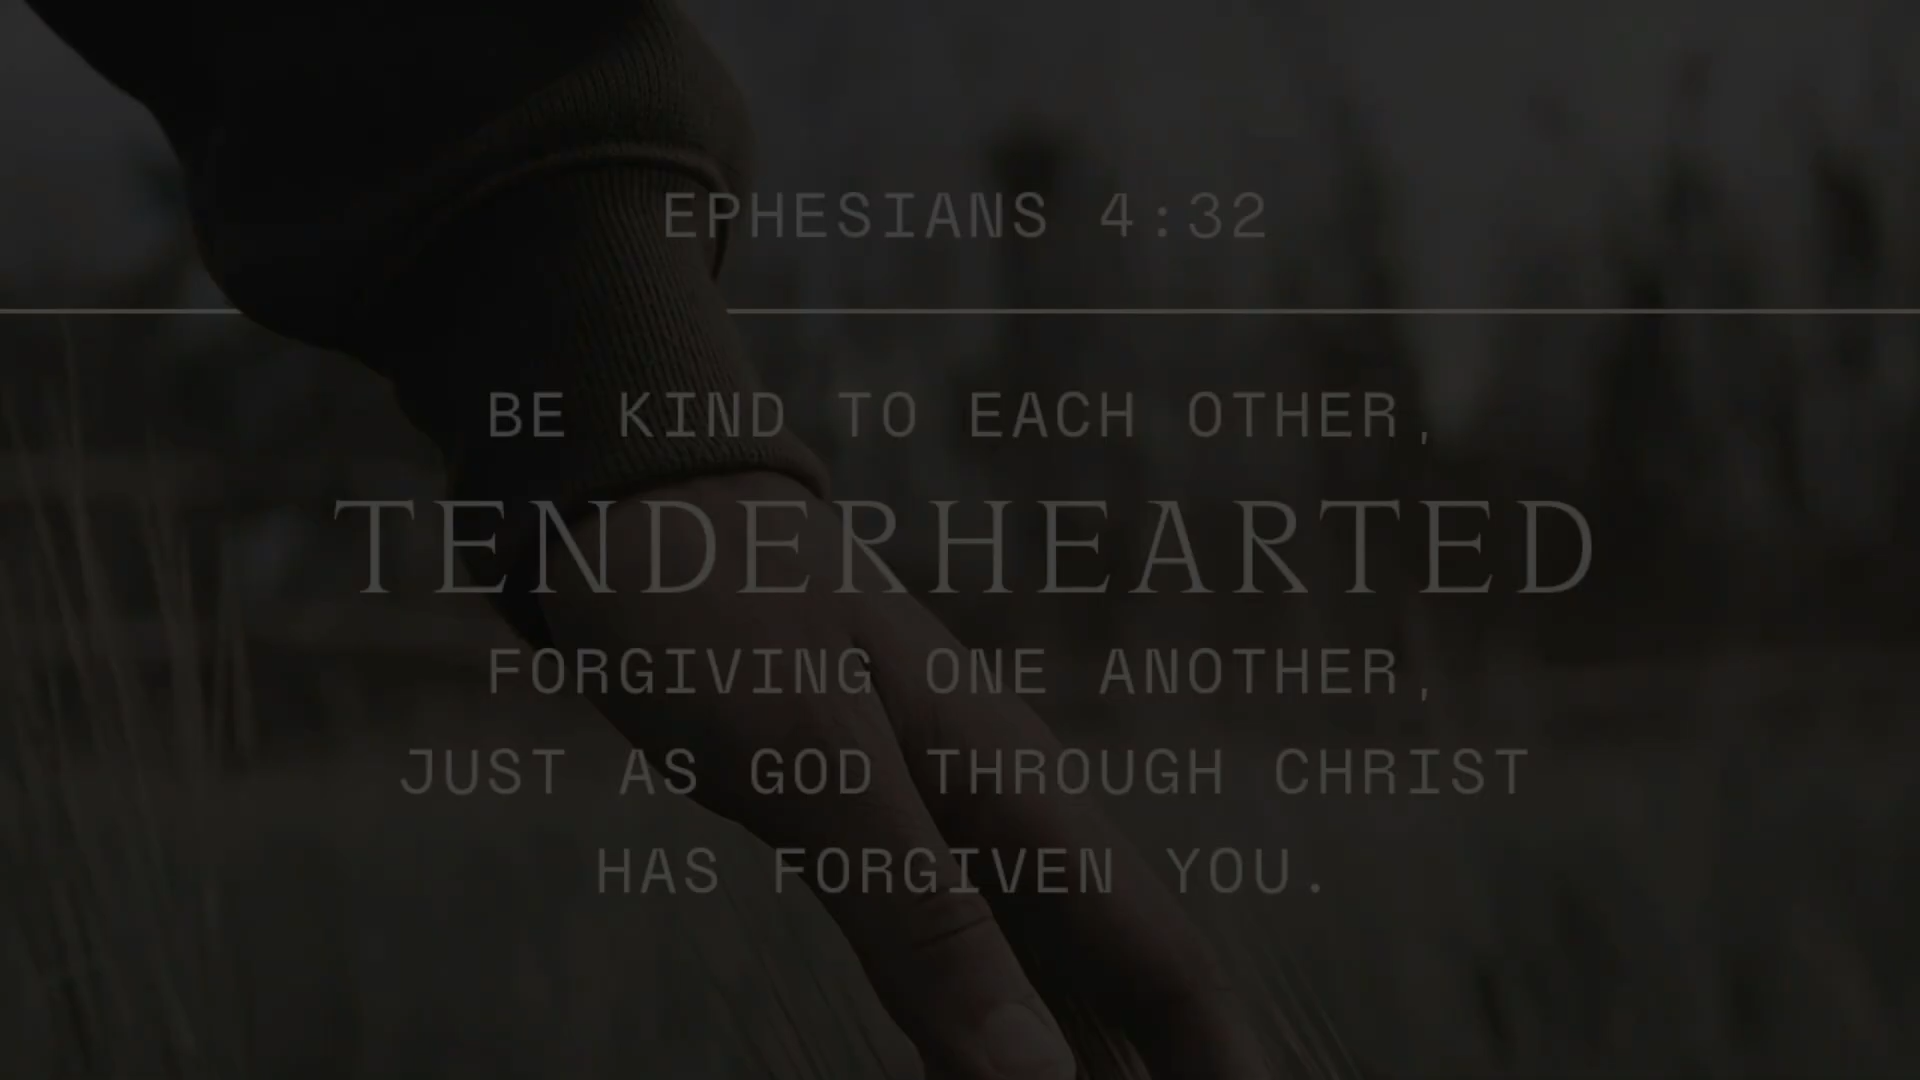 EPHESIANS 4:32
BE KIND TO EACH OTHER,
TENDERHEARTED
FORGIVING ONE ANOTHER,
JUST AS GOD THROUGH CHRIST
HAS FORGIVEN YOU.